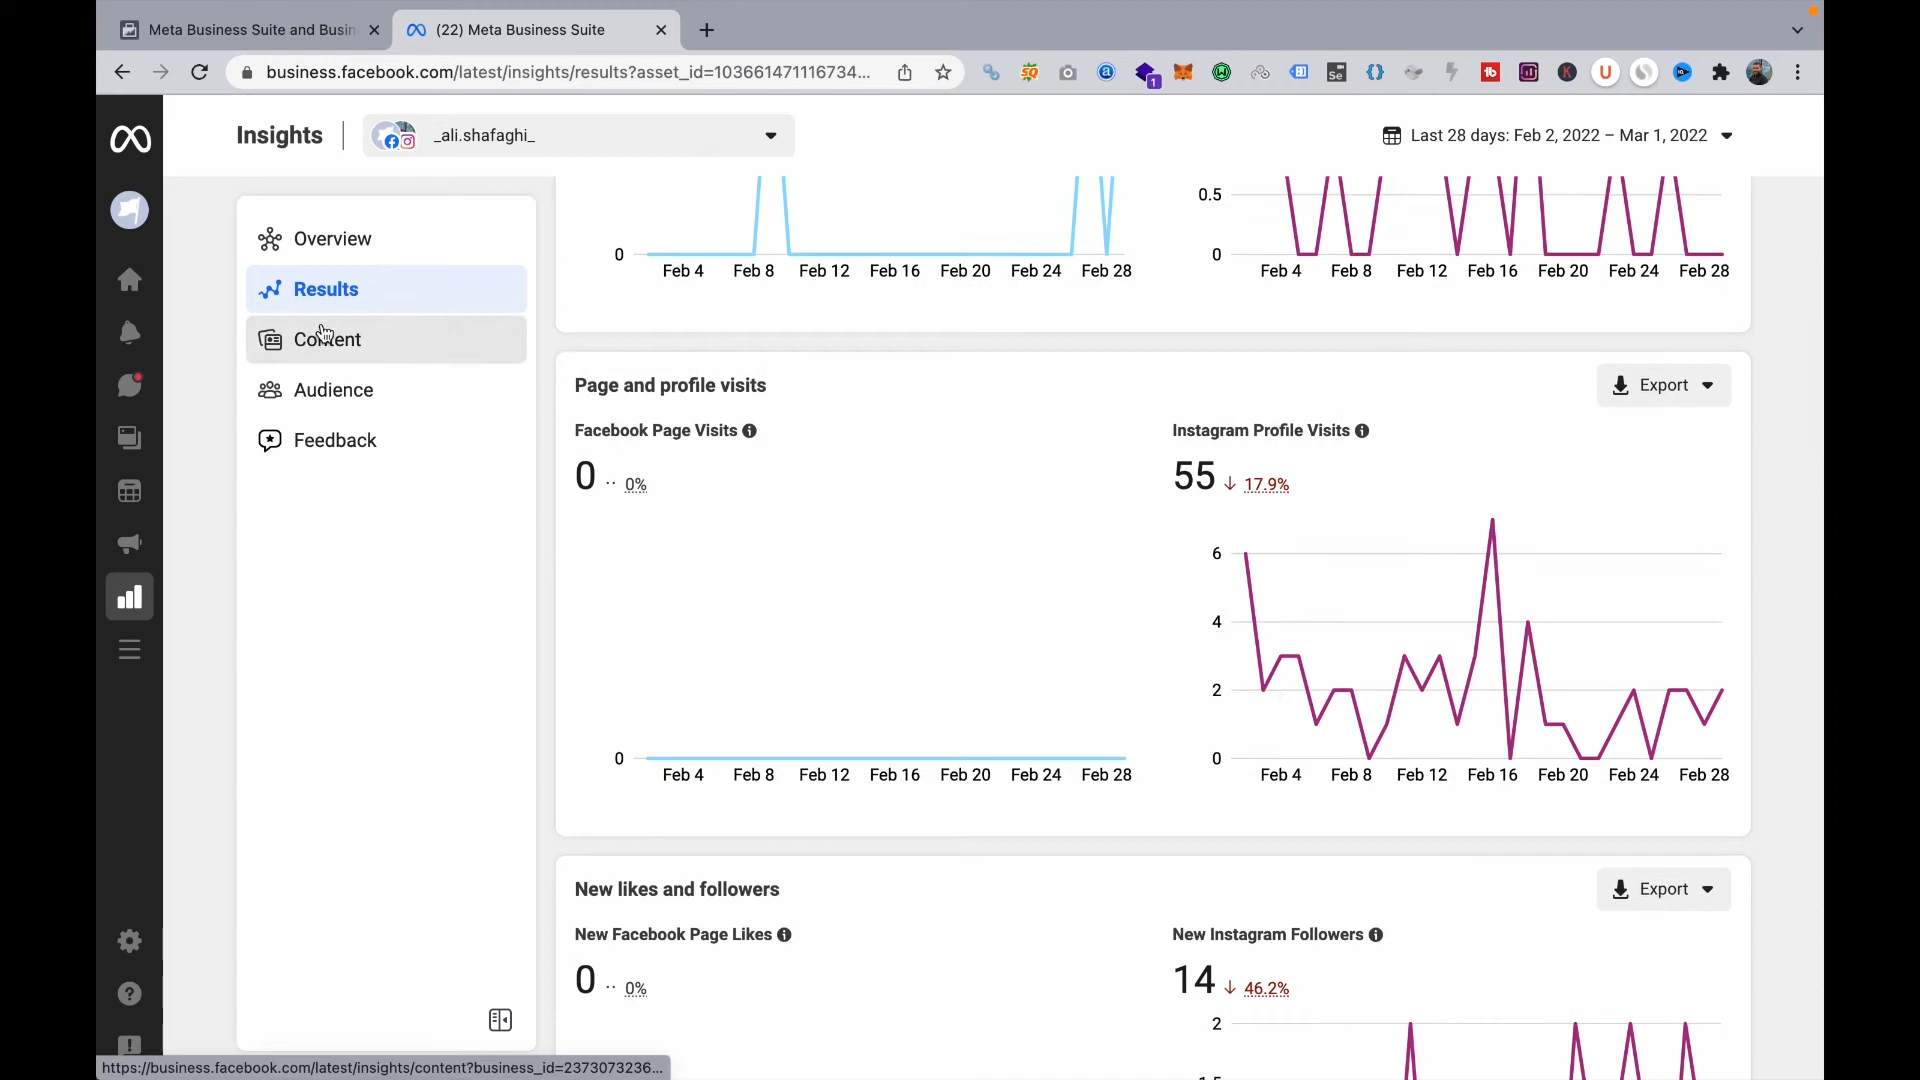 Meta Business Suite and Busin
(22) Meta Business Suite
business.facebook.com/latest/insights/results?asset_id=103661471116734...
1
Se
K
U
Insights
_ali.shafaghi_
Last 28 days: Feb 2, 2022 – Mar 1, 2022
Overview
Results
Content
Audience
Feedback
0
Feb 4 Feb 8 Feb 12 Feb 16 Feb 20 Feb 24 Feb 28
0.5
0
Feb 4 Feb 8 Feb 12 Feb 16 Feb 20 Feb 24 Feb 28
Page and profile visits
Export
Facebook Page Visits
0 ·· 0%
0
Feb 4 Feb 8 Feb 12 Feb 16 Feb 20 Feb 24 Feb 28
Instagram Profile Visits
55 ↓ 17.9%
6
4
2
0
Feb 4 Feb 8 Feb 12 Feb 16 Feb 20 Feb 24 Feb 28
New likes and followers
Export
New Facebook Page Likes
0 ·· 0%
New Instagram Followers
14 ↓ 46.2%
2
https://business.facebook.com/latest/insights/content?business_id=2373073236...